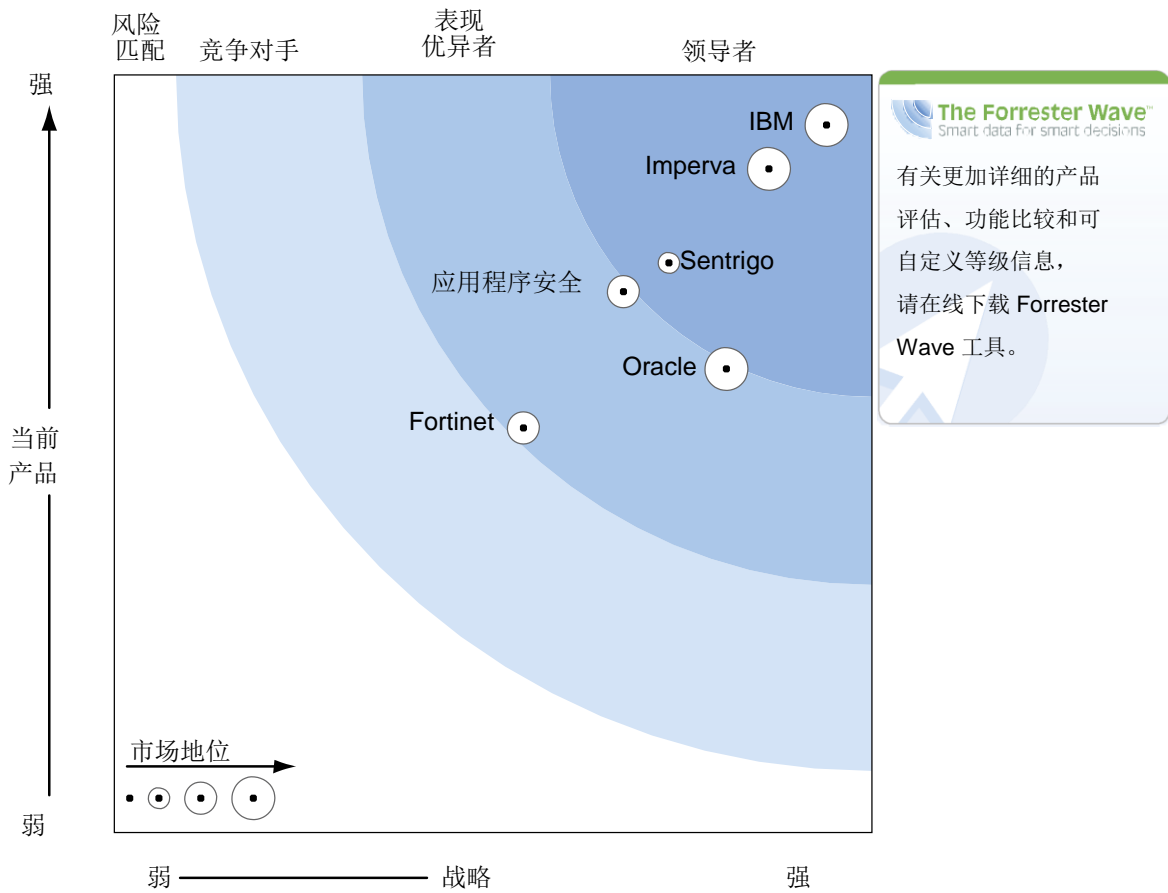 风险
匹配
竞争对手
表现
优异者
领导者
强
IBM
Imperva
Sentrigo
应用程序安全
Oracle
Fortinet
当前
产品
市场地位
弱
弱
战略
强
The Forrester Wave™
Smart data for smart decisions
有关更加详细的产品
评估、功能比较和可
自定义等级信息，
请在线下载 Forrester
Wave 工具。